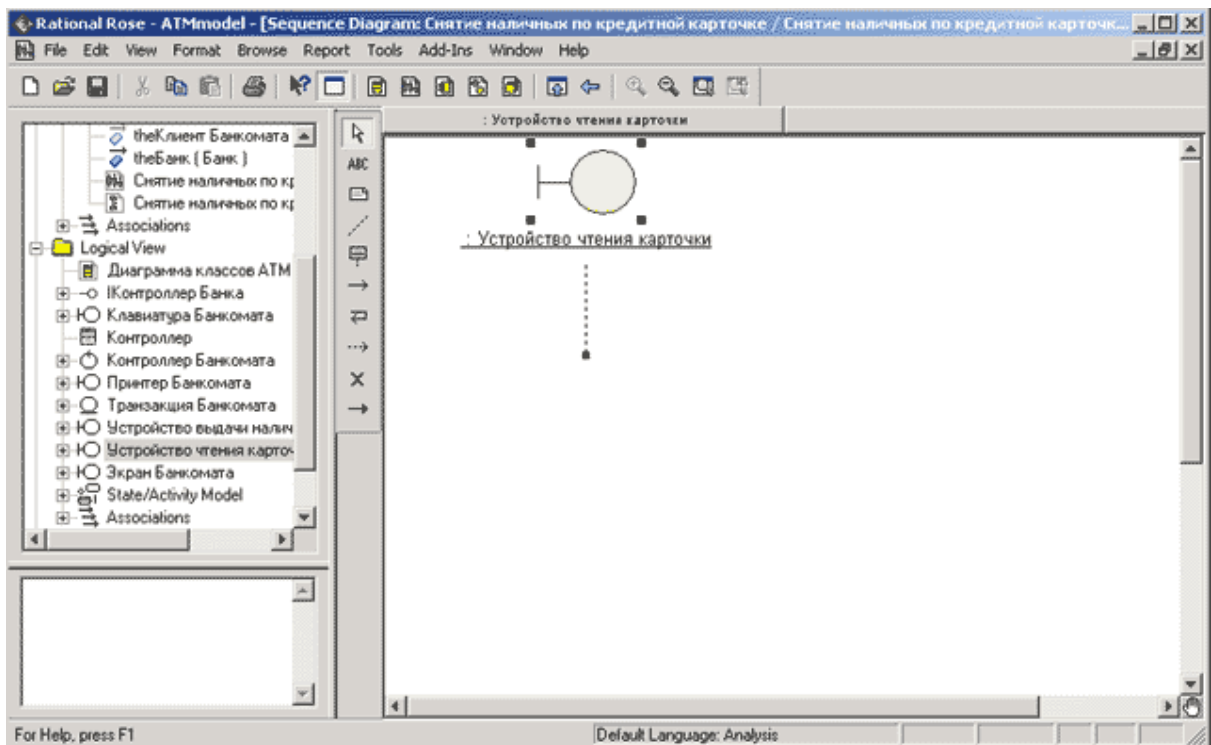 Rational Rose - ATMmodel - [Sequence Diagram: Снятие наличных по кредитной карточке / Снятие наличных по кредитной карточк...
File Edit View Format Browse Report Tools Add-Ins Window Help
: Устройство чтения карточки
ABC
theКлиент Банкомата
theБанк ( Банк )
Снятие наличных по кр
Снятие наличных по кр
Associations
Logical View
Диаграмма классов ATM
IКонтроллер Банка
Клавиатура Банкомата
Контроллер
Контроллер Банкомата
Принтер Банкомата
Транзакция Банкомата
Устройство выдачи налич
Устройство чтения карточ
Экран Банкомата
State/Activity Model
Associations
: Устройство чтения карточки
For Help, press F1
Default Language: Analysis